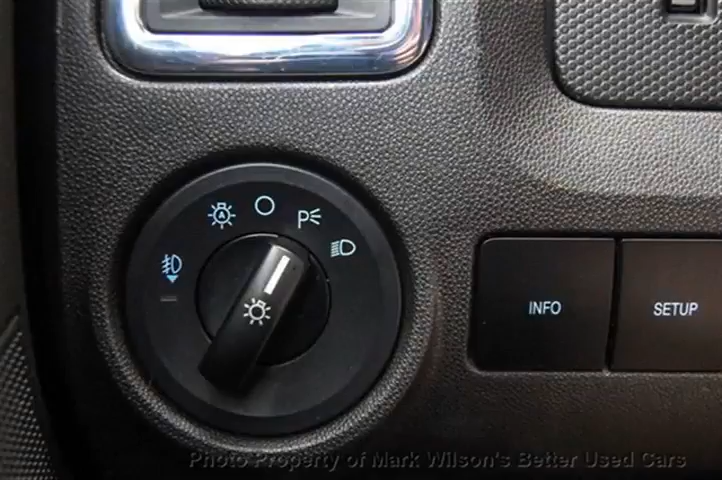 A
P
INFO
SETUP
Photo Property of Mark Wilson's Better Used Cars